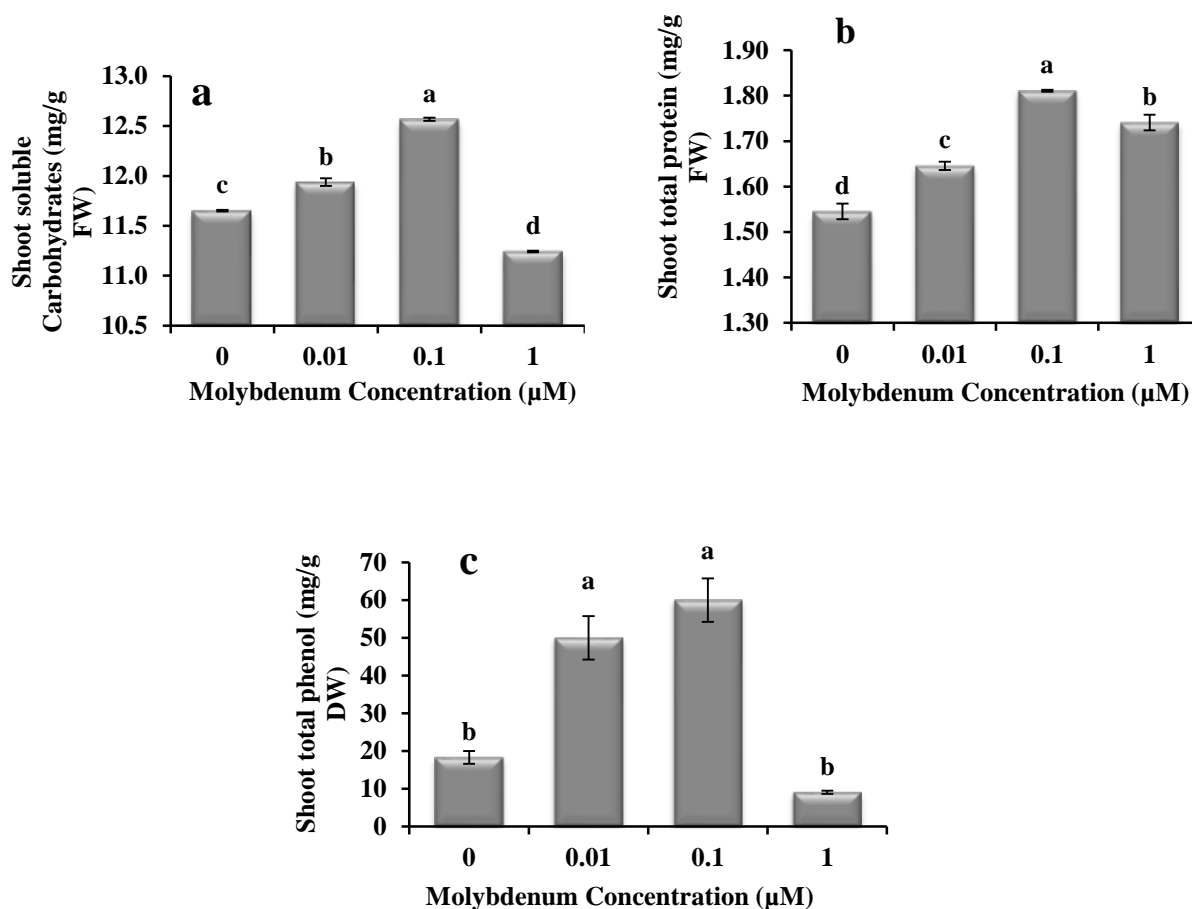 a
Shoot soluble
Carbohydrates (mg/g
FW)
13.0
12.5
12.0
11.5
11.0
10.5
c
b
a
d
0 0.01 0.1 1
Molybdenum Concentration (µM)
b
Shoot total protein (mg/g
FW)
1.90
1.80
1.70
1.60
1.50
1.40
1.30
d
c
a
b
0 0.01 0.1 1
Molybdenum Concentration (µM)
c
Shoot total phenol (mg/g
DW)
70
60
50
40
30
20
10
0
b
a
a
b
0 0.01 0.1 1
Molybdenum Concentration (µM)